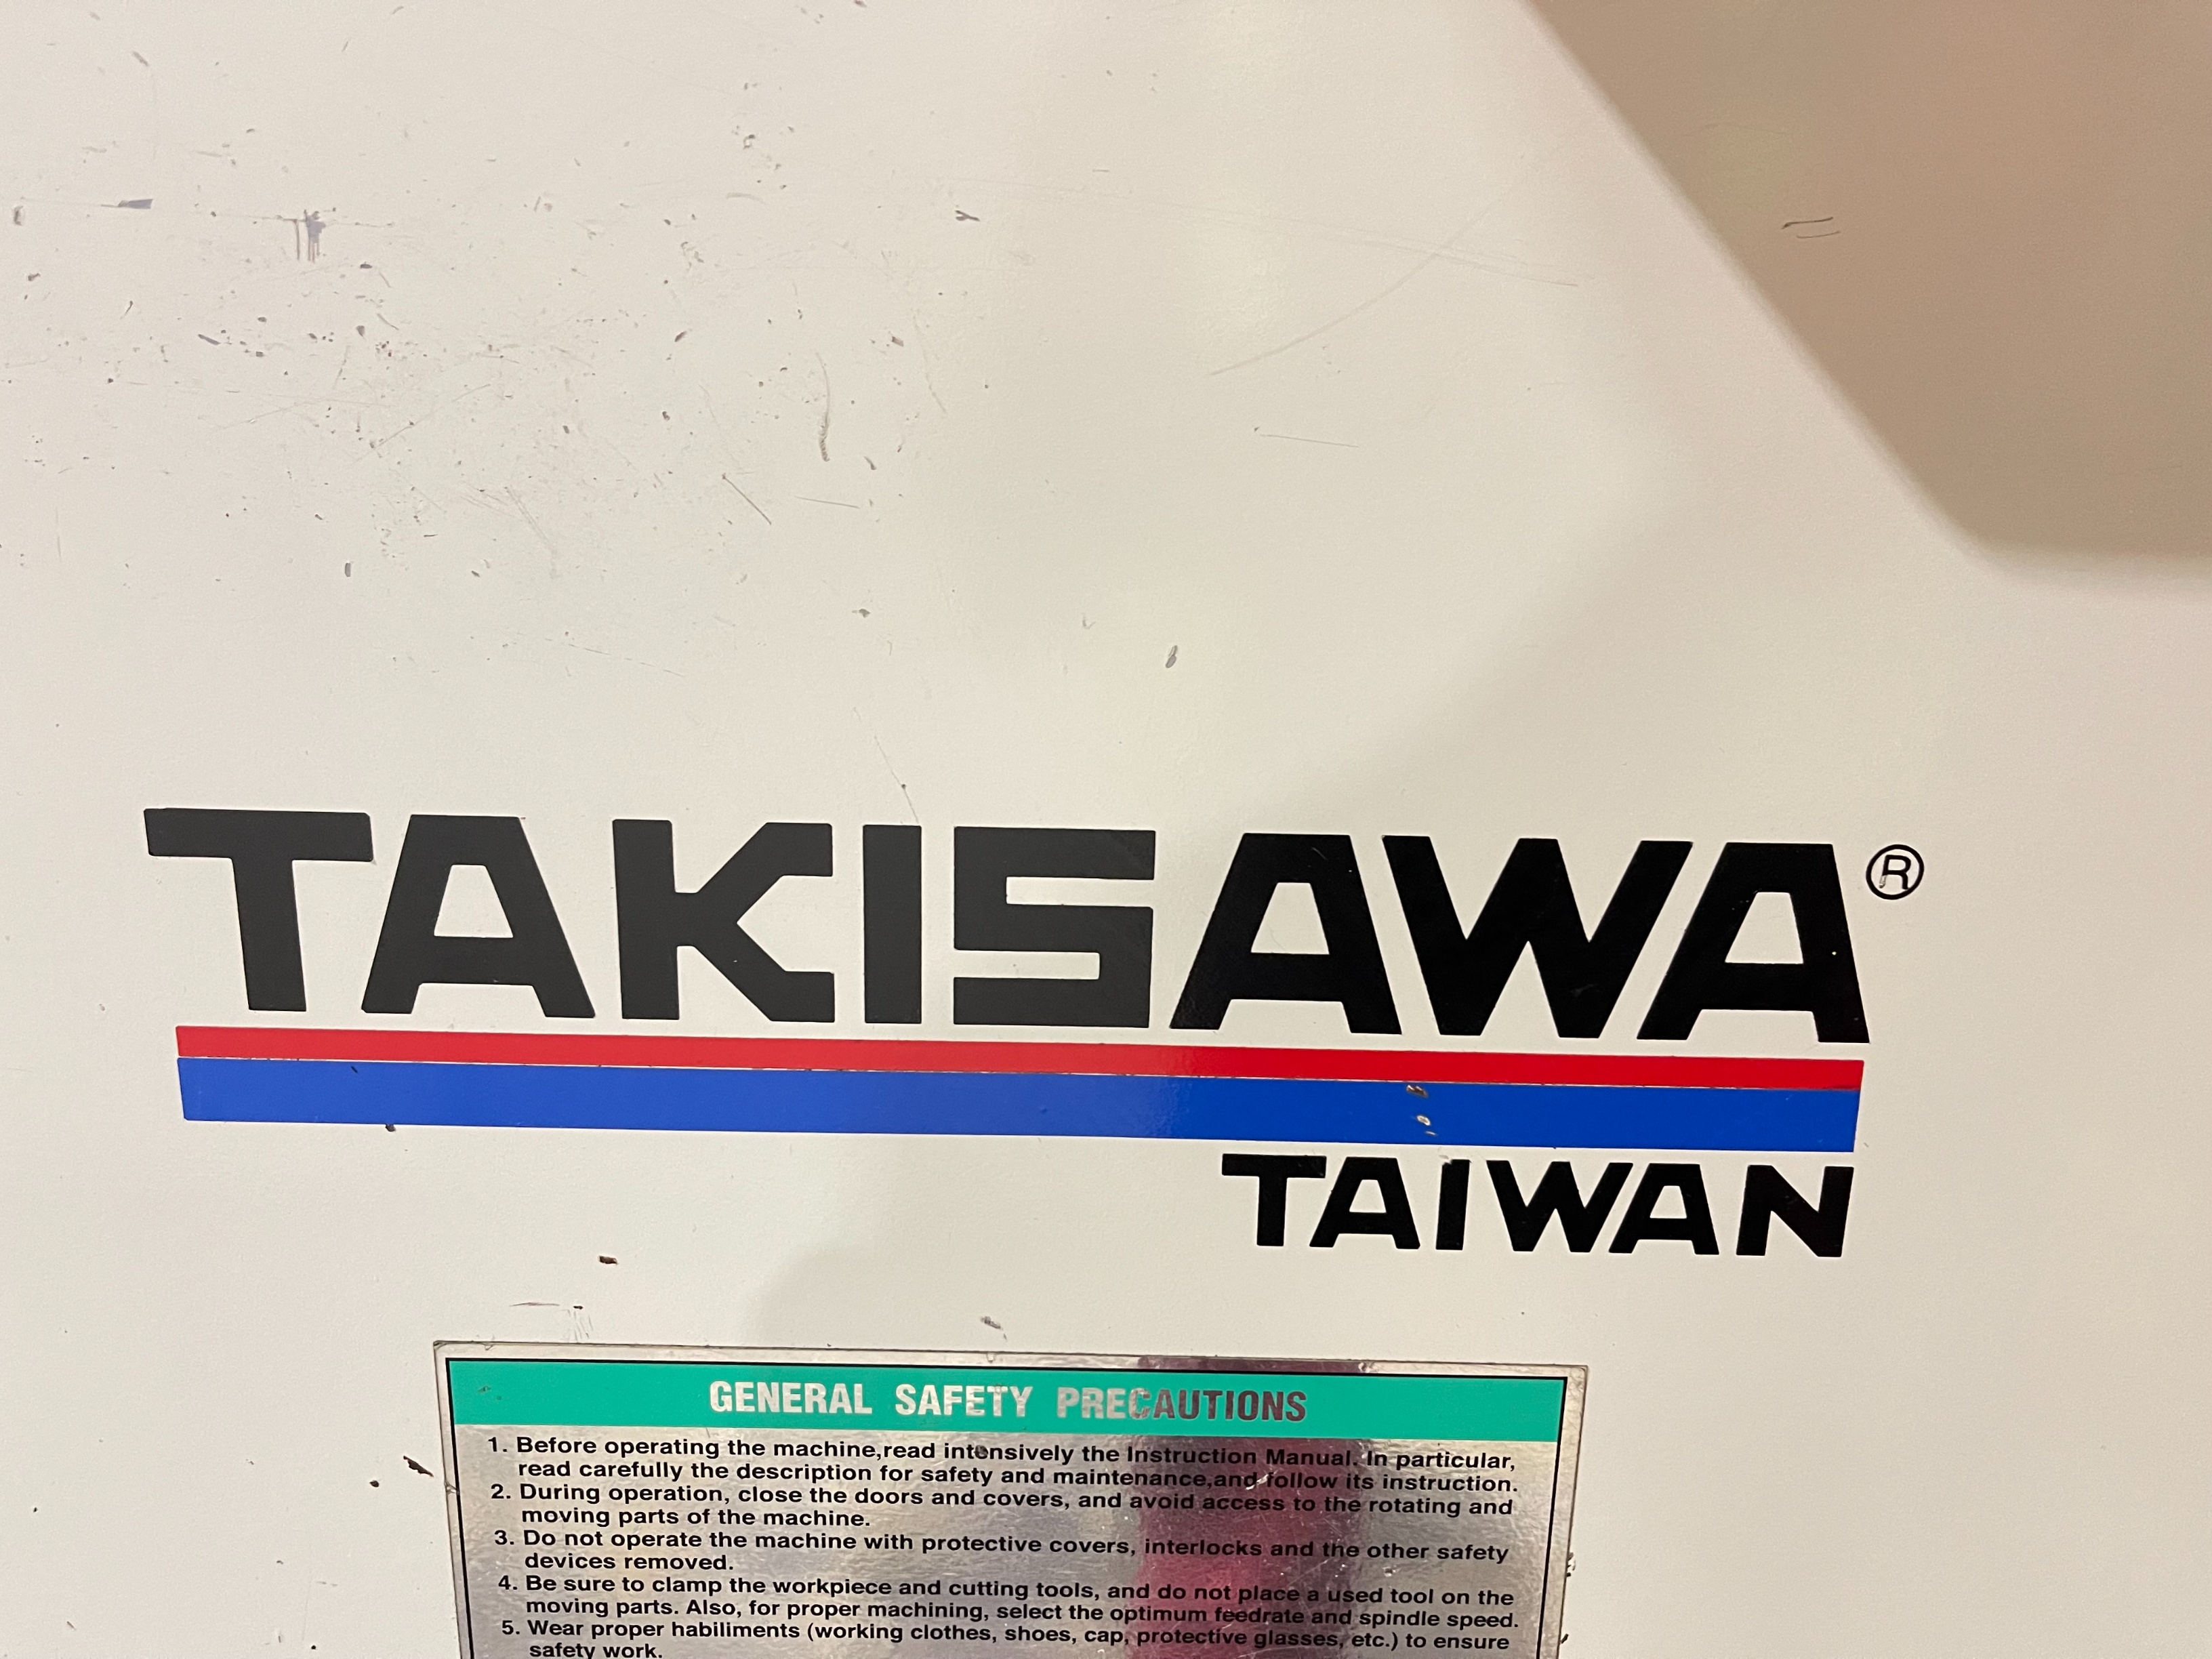 TAKISAWA®
TAIWAN
GENERAL SAFETY PRECAUTIONS
1. Before operating the machine,read intensively the Instruction Manual. In particular,
read carefully the description for safety and maintenance,and follow its instruction.
2. During operation, close the doors and covers, and avoid access to the rotating and
moving parts of the machine.
3. Do not operate the machine with protective covers, interlocks and the other safety
devices removed.
4. Be sure to clamp the workpiece and cutting tools, and do not place a used tool on the
moving parts. Also, for proper machining, select the optimum feedrate and spindle speed.
5. Wear proper habiliments (working clothes, shoes, cap, protective glasses, etc.) to ensure
safety work.